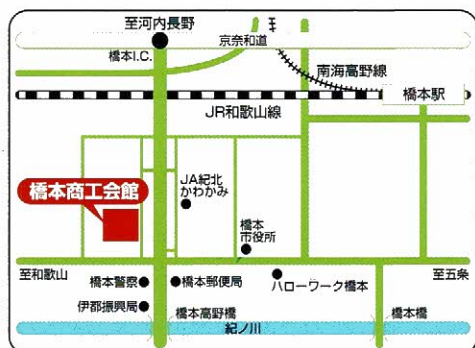 至河内長野
京奈和道
橋本I.C.
南海高野線
橋本駅
JR和歌山線
JA紀北
かわかみ
橋本商工会館
橋本
市役所
至和歌山
至五条
橋本警察
橋本郵便局
ハローワーク橋本
伊都振興局
橋本高野橋
紀ノ川
橋本橋